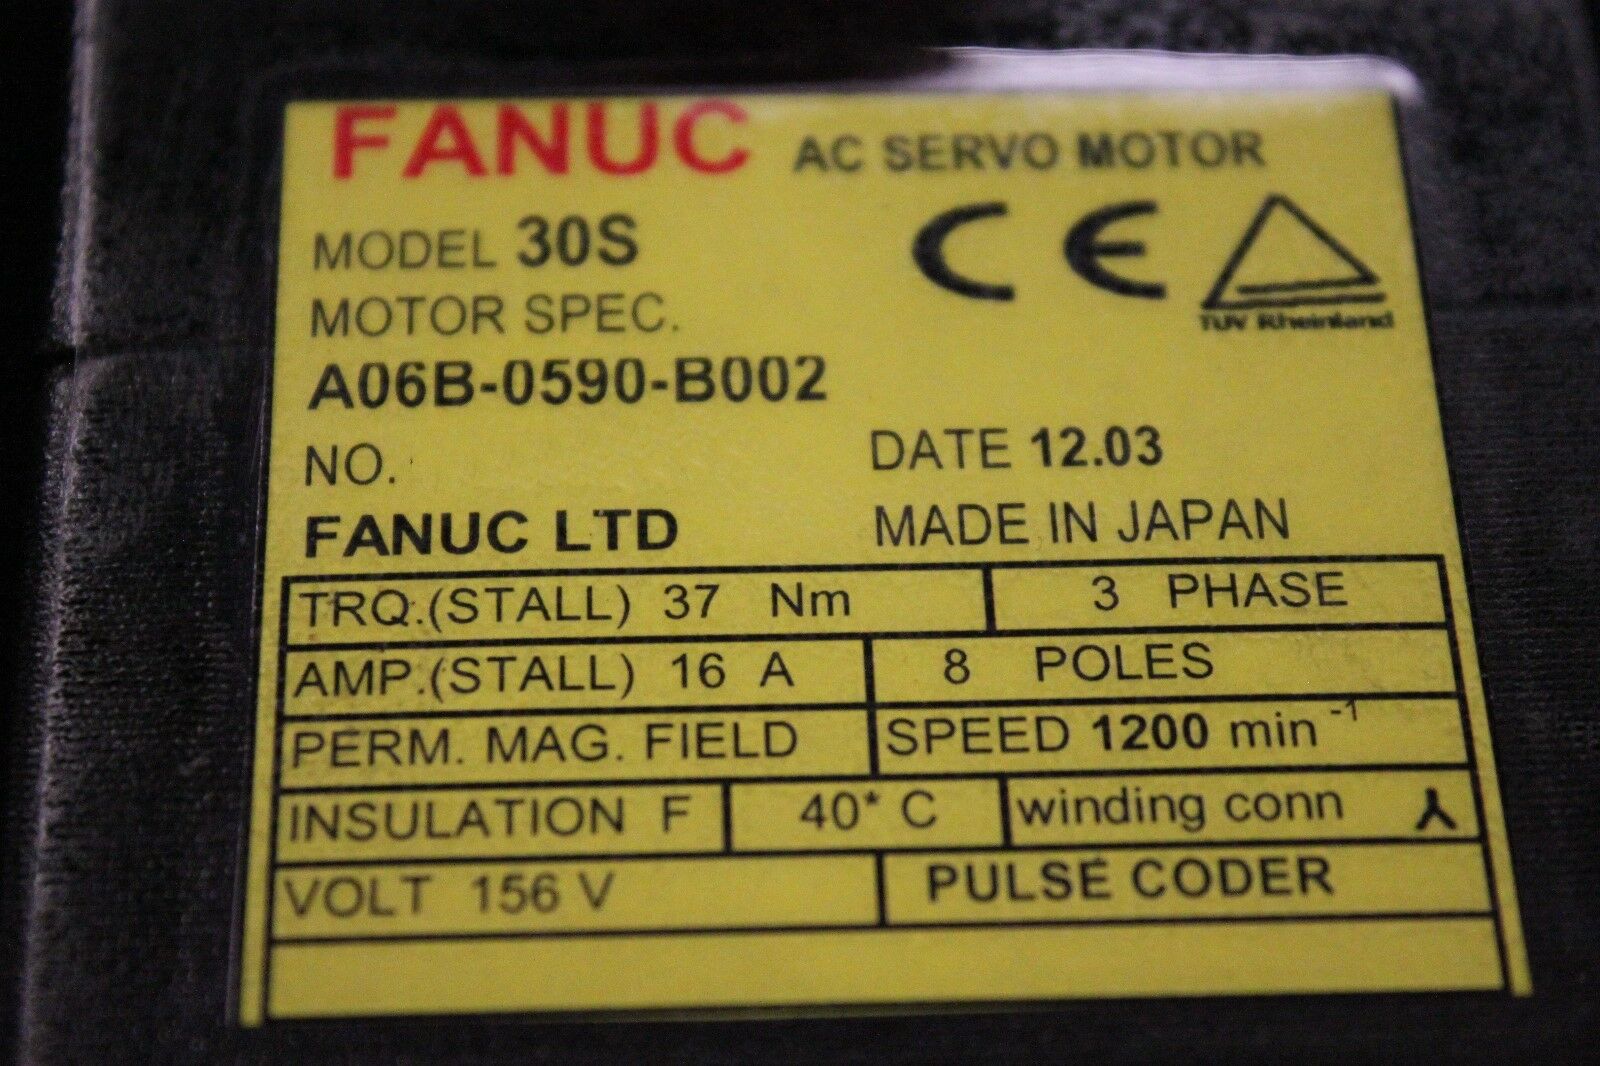 FANUC AC SERVO MOTOR
MODEL 30S
CE
TUV Rheinland
MOTOR SPEC.
A06B-0590-B002
NO.
DATE 12.03
FANUC LTD
MADE IN JAPAN
TRQ.(STALL) 37 Nm 3 PHASE
AMP.(STALL) 16 A 8 POLES
PERM. MAG. FIELD SPEED 1200 min -1
INSULATION F 40* C winding conn
VOLT 156 V PULSE CODER